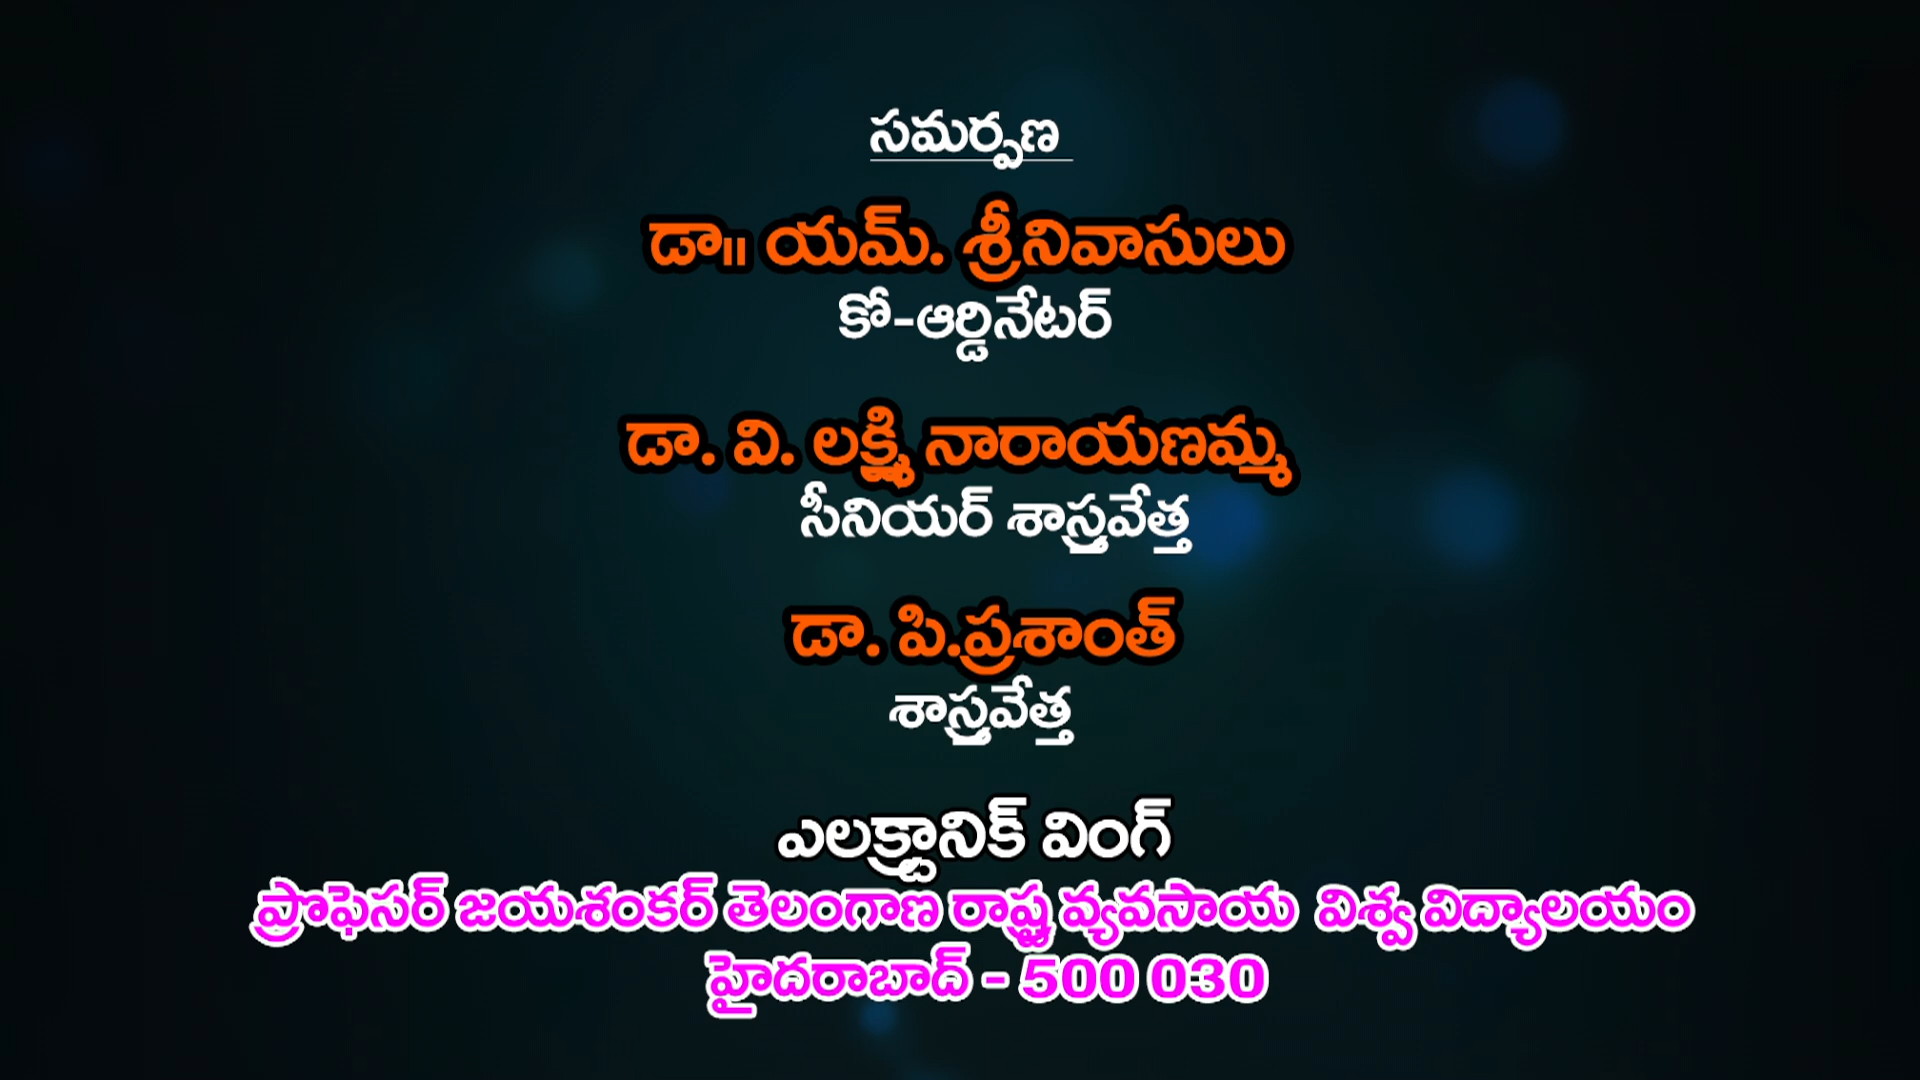 సమర్పణ
డా॥ యమ్. శ్రీనివాసులు
కో-ఆర్డినేటర్
డా. వి. లక్ష్మి నారాయణమ్మ
సీనియర్ శాస్త్రవేత్త
డా. పి.ప్రశాంత్
శాస్త్రవేత్త
ఎలక్ట్రానిక్ వింగ్
ప్రొఫెసర్ జయశంకర్ తెలంగాణ రాష్ట్ర వ్యవసాయ విశ్వ విద్యాలయం
హైదరాబాద్ - 500 030